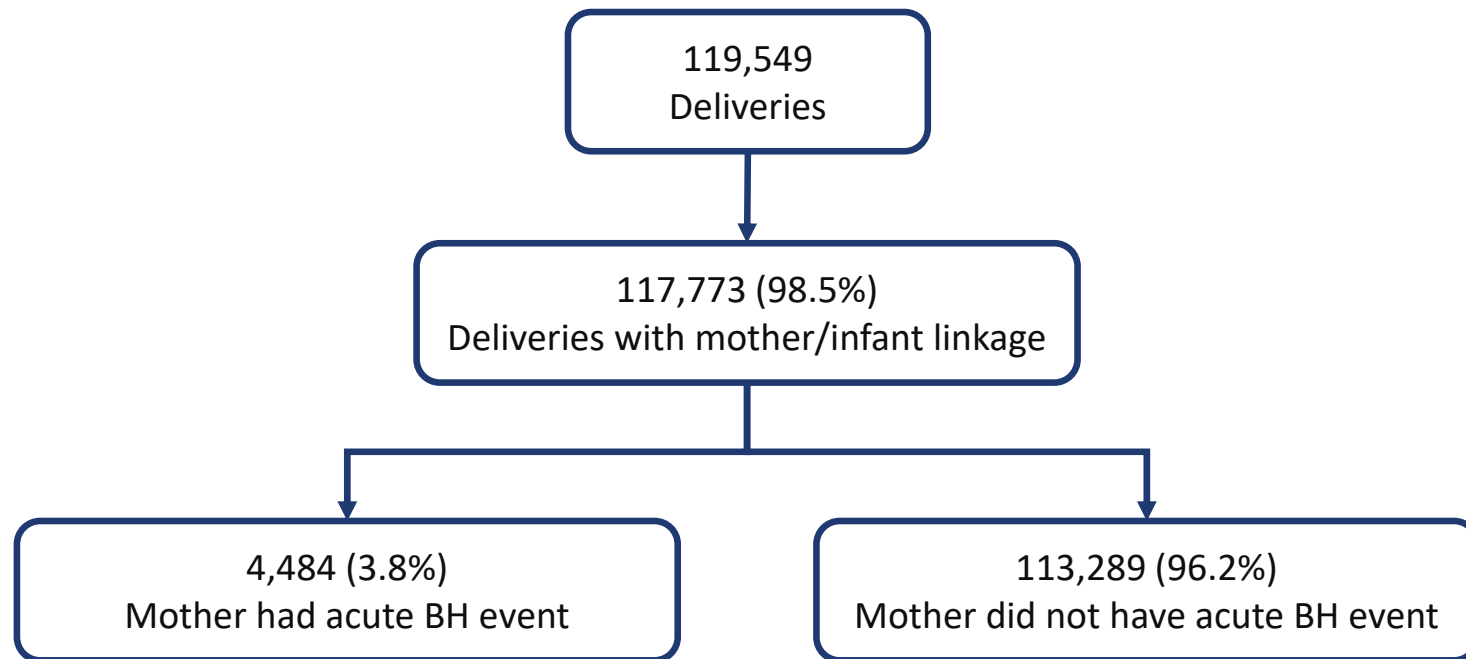 119,549
Deliveries
117,773 (98.5%)
Deliveries with mother/infant linkage
4,484 (3.8%)
Mother had acute BH event
113,289 (96.2%)
Mother did not have acute BH event